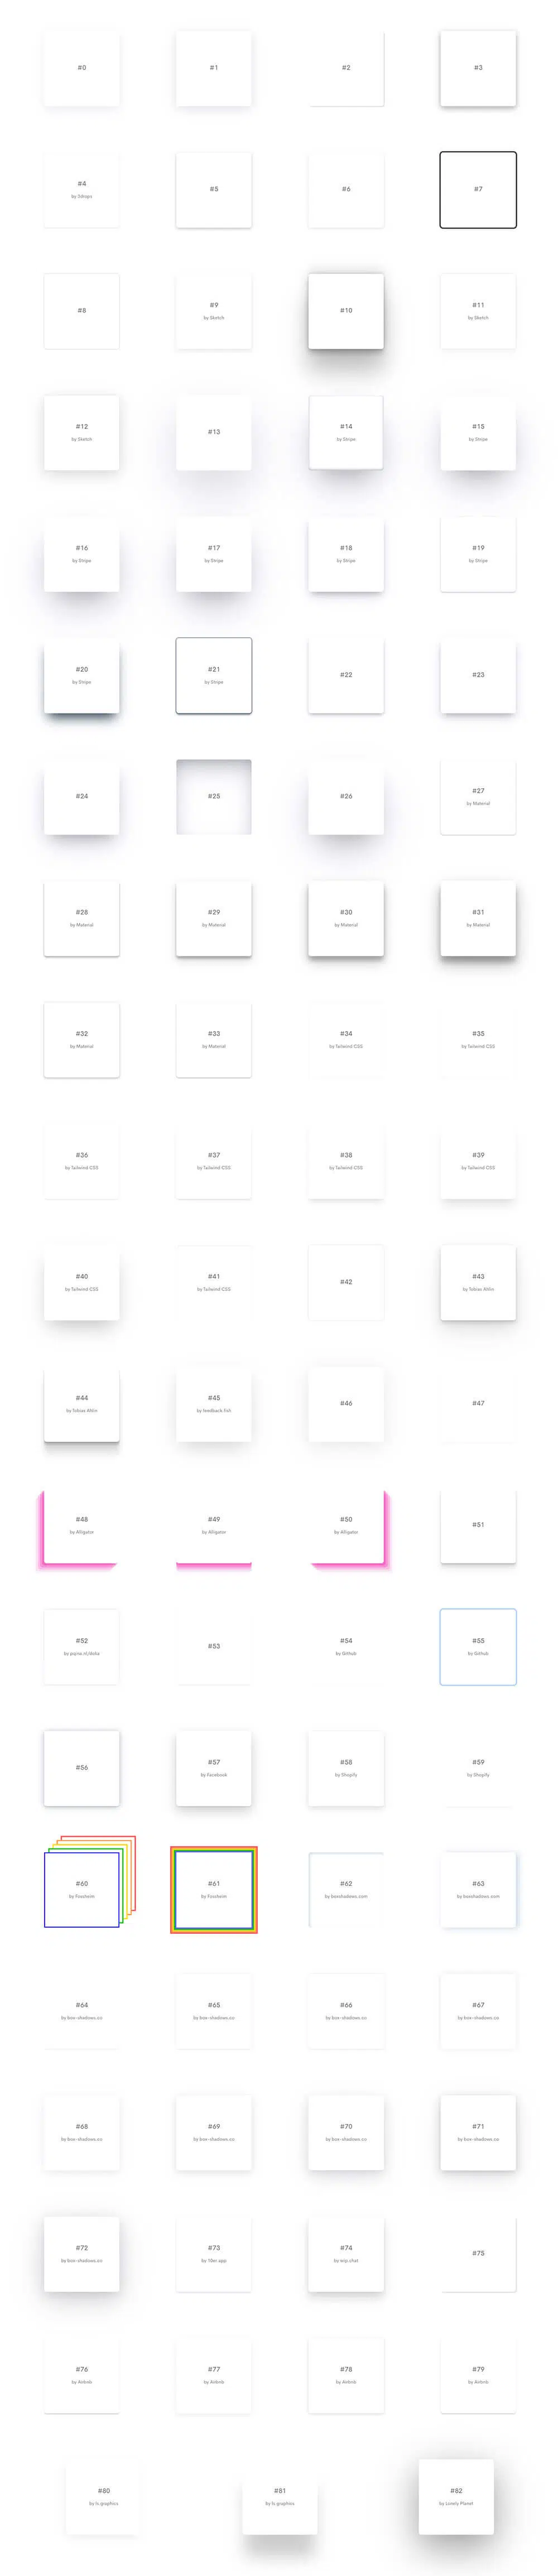 #0
#1
#2
#3
#4
by Sdraps
#5
#6
#7
#8
#9
by Sketch
#10
#11
by Sketch
#12
by Sketch
#13
#14
by Stripe
#15
by Stripe
#16
by Stripe
#17
by Stripe
#18
by Stripe
#19
by Stripe
#20
by Stripe
#21
by Stripe
#22
#23
#24
#25
#26
#27
by Material
#28
by Material
#29
by Material
#30
by Material
#31
by Material
#32
by Material
#33
by Material
#34
by Tailwind CSS
#35
by Tailwind CSS
#36
by Tailwind CSS
#37
by Tailwind CSS
#38
by Tailwind CSS
#39
by Tailwind CSS
#40
by Tailwind CSS
#41
by Tailwind CSS
#42
#43
by Tobias Ahlin
#44
by Tobias Ahlin
#45
by feedback.fish
#46
#47
#48
by Alligator
#49
by Alligator
#50
by Alligator
#51
#52
by pqina.nl/doka
#53
#54
by Github
#55
by Github
#56
#57
by Facebook
#58
by Shopify
#59
by Shopify
#60
by Fossheim
#61
by Fossheim
#62
by boxshadows.com
#63
by boxshadows.com
#64
by box-shadows.co
#65
by box-shadows.co
#66
by box-shadows.co
#67
by box-shadows.co
#68
by box-shadows.co
#69
by box-shadows.co
#70
by box-shadows.co
#71
by box-shadows.co
#72
by box-shadows.co
#73
by 10er.app
#74
by crip.chat
#75
#76
by Airbnb
#77
by Airbnb
#78
by Airbnb
#79
by Airbnb
#80
by ls.graphics
#81
by ls.graphics
#82
by Lonely Planet